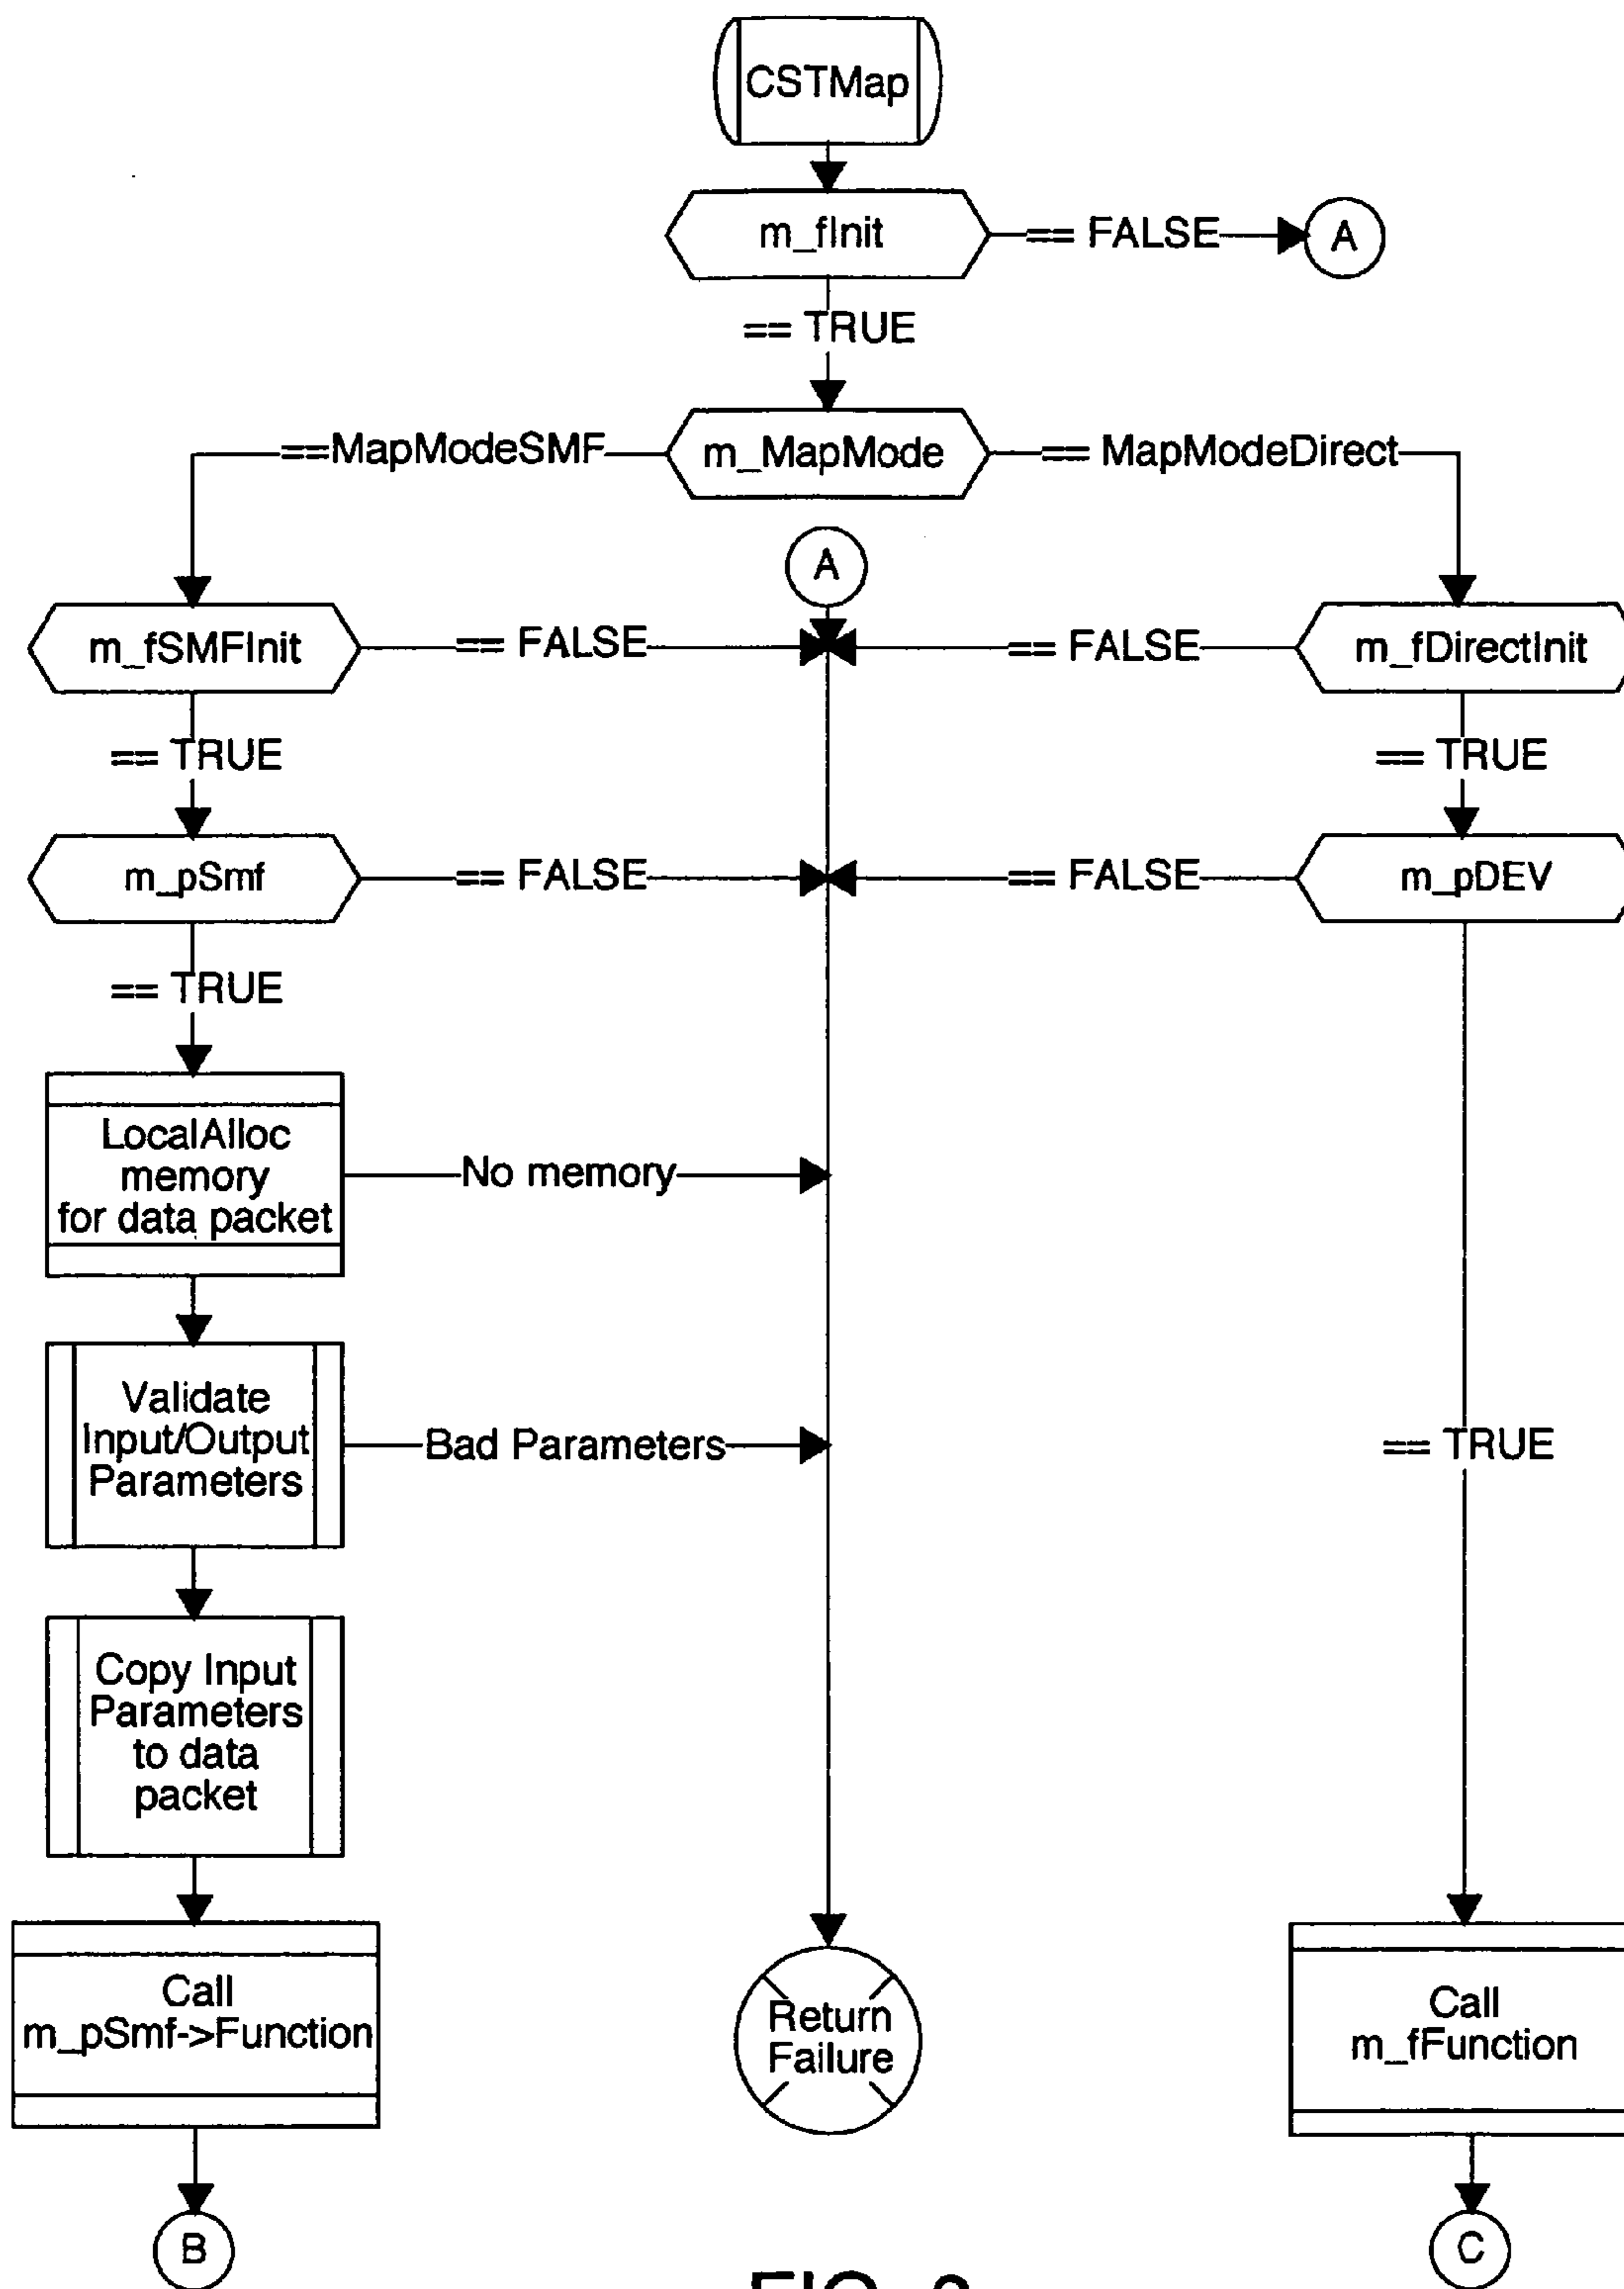 CSTMap
m_fInit
== FALSE
A
== TRUE
==MapModeSMF
m_MapMode
== MapModeDirect
A
m_fSMFInit
== FALSE
== FALSE
m_fDirectInit
== TRUE
== TRUE
m_pSmf
== FALSE
== FALSE
m_pDEV
== TRUE
LocalAlloc
memory
for data packet
No memory
Validate
Input/Output
Parameters
Bad Parameters
== TRUE
Copy Input
Parameters
to data
packet
Call
m_pSmf->Function
Return
Failure
Call
m_fFunction
B
C